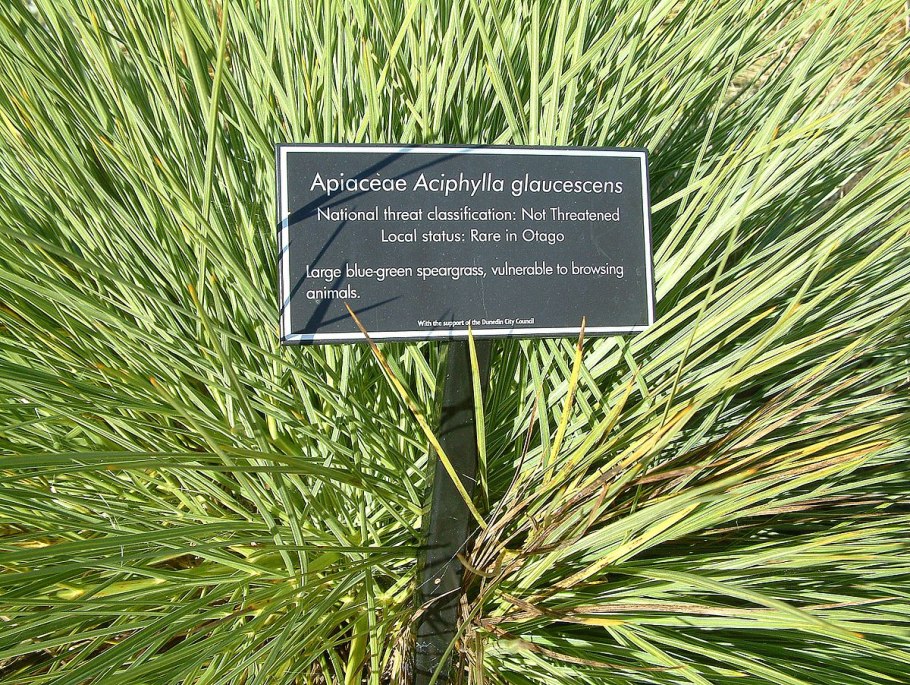 Apiaceae Aciphylla glaucescens
National threat classification: Not Threatened
Local status: Rare in Otago
Large blue-green speargrass, vulnerable to browsing
animals.
With the support of the Dunedin City Council